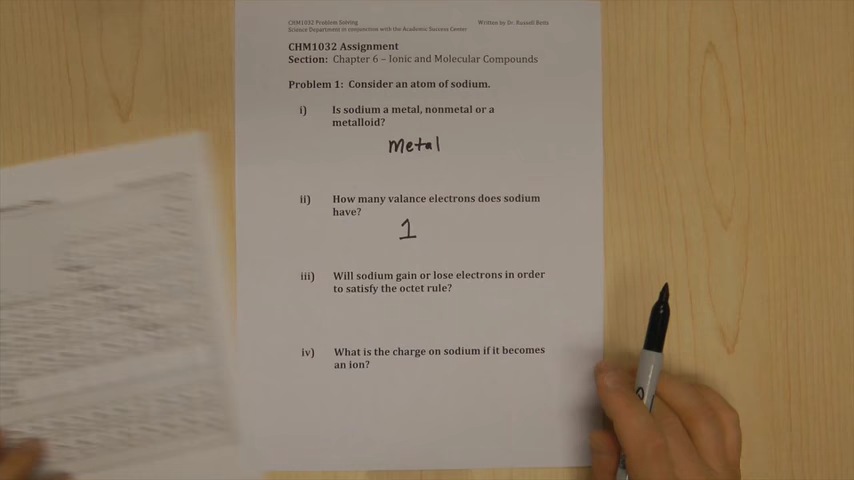 CHM1032 Problem Solving
Written by Dr. Russell Betts
Science Department in conjunction with the Academic Success Center
CHM1032 Assignment
Section: Chapter 6 – Ionic and Molecular Compounds
Problem 1: Consider an atom of sodium.
i) Is sodium a metal, nonmetal or a
metalloid?
Metal
ii) How many valance electrons does sodium
have?
1
iii) Will sodium gain or lose electrons in order
to satisfy the octet rule?
iv) What is the charge on sodium if it becomes
an ion?